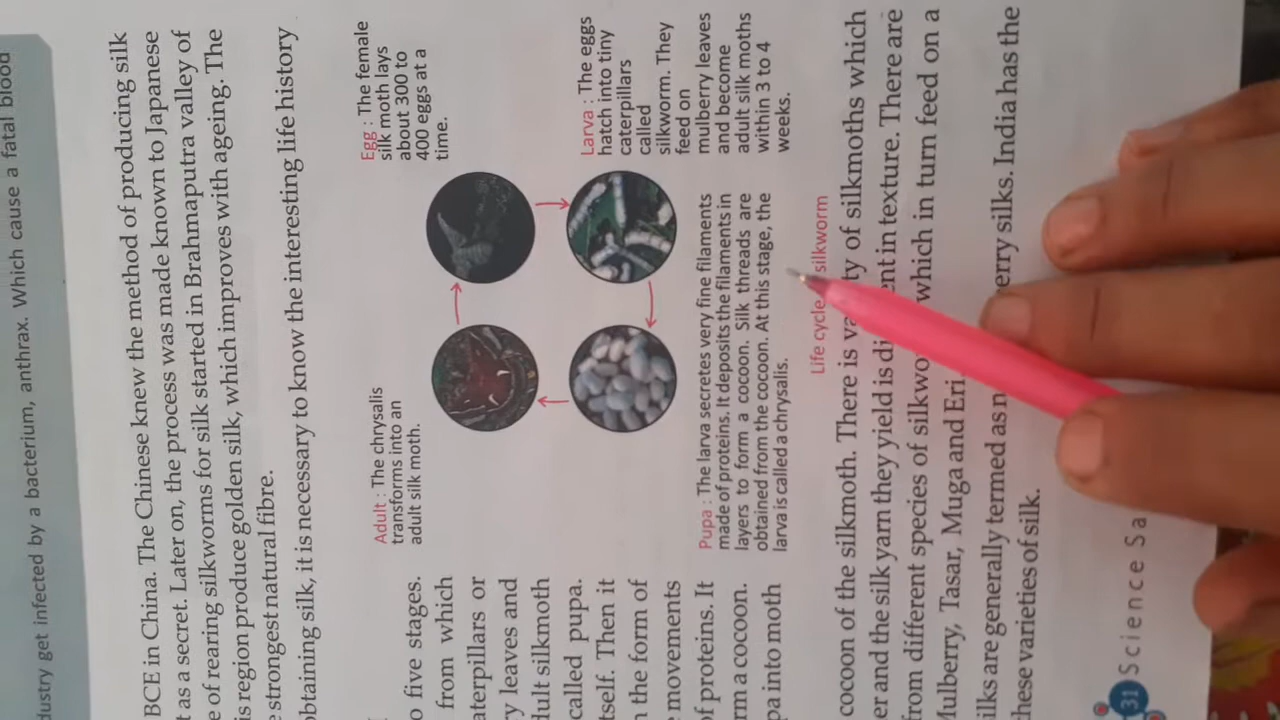 dustry get infected by a bacterium, anthrax. Which cause a fatal blood
BCE in China. The Chinese knew the method of producing silk
as a secret. Later on, the process was made known to Japanese
of rearing silkworms for silk started in Brahmaputra valley of
is region produce golden silk, which improves with ageing. The
strongest natural fibre.
obtaining silk, it is necessary to know the interesting life history
o five stages.
from which
aterpillars or
y leaves and
dult silkmoth
called pupa.
tself. Then it
n the form of
movements
of proteins. It
rm a cocoon.
pa into moth
Adult : The chrysalis
transforms into an
adult silk moth.
Egg : The female
silk moth lays
about 300 to
400 eggs at a
time.
Larva : The eggs
hatch into tiny
caterpillars
called
silkworm. They
feed on
mulberry leaves
and become
adult silk moths
within 3 to 4
weeks.
Pupa : The larva secretes very fine filaments
made of proteins. It deposits the filaments in
layers to form a cocoon. Silk threads are
obtained from the cocoon. At this stage, the
larva is called a chrysalis.
Life cycle silkworm
cocoon of the silkmoth. There is va ty of silkmoths which
er and the silk yarn they yield is di ent in texture. There are
from different species of silkwo which in turn feed on a
Mulberry, Tasar, Muga and Eri
ilks are generally termed as n erry silks. India has the
hese varieties of silk.
31 Science Sa